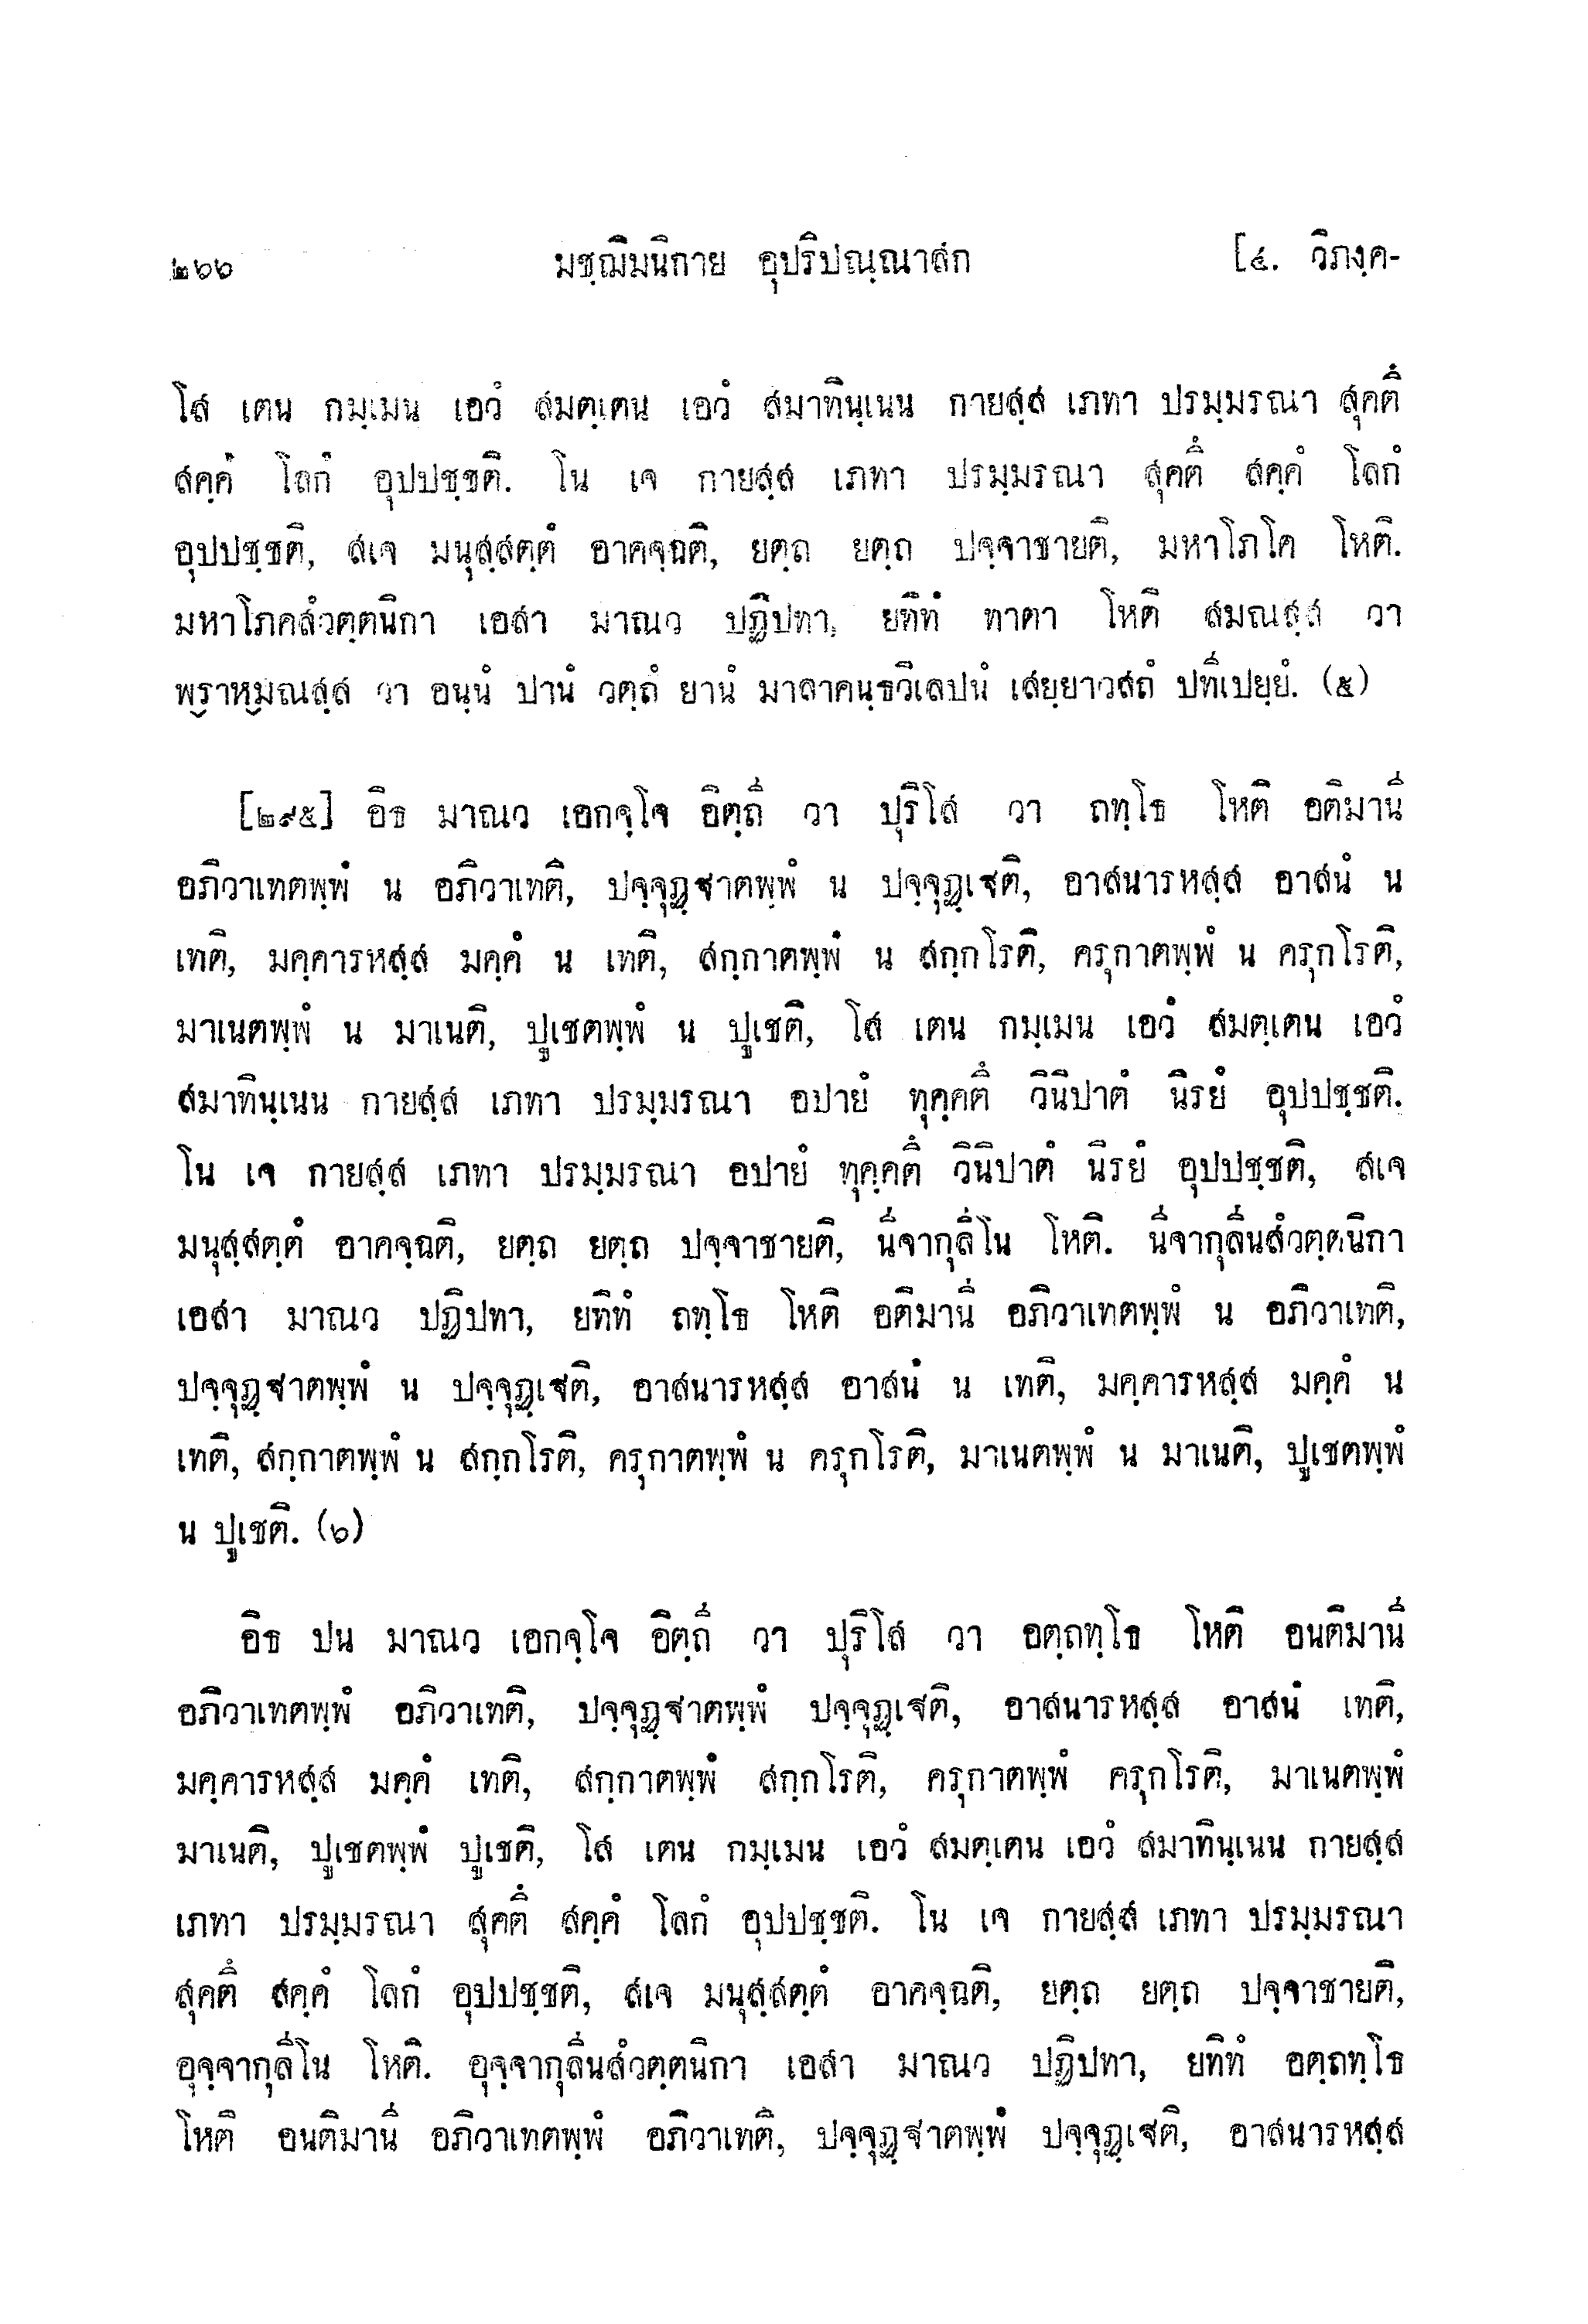 ๒๖๖ มชฺฌิมนิกาย อุปริปณฺณาสก [๔. วิภงฺค-
โส เตน กมฺเมน เอวํ สมตฺเตน เอวํ สมาทินฺเนน กายสฺส เภทา ปรมฺมรณา สุคตึ
สคฺคํ โลกํ อุปปชฺชติ. โน เจ กายสฺส เภทา ปรมฺมรณา สุคตึ สคฺคํ โลกํ
อุปปชฺชติ, สเจ มนุสฺสตฺตํ อาคจฺฉติ, ยตฺถ ยตฺถ ปจฺจาชายติ, มหาโภโค โหติ.
มหาโภคสํวตฺตนิกา เอสา มาณว ปฏิปทา, ยทิทํ ทาตา โหติ สมณสฺส วา
พฺราหฺมณสฺส วา อนฺนํ ปานํ วตฺถํ ยานํ มาลาคนฺธวิเลปนํ เสยฺยาวสถํ ปทีเปยฺยํ. (๕)
[๒๙๕] อิธ มาณว เอกจฺโจ อิตฺถี วา ปุริโส วา ถทฺโธ โหติ อติมานี
อภิวาเทตพฺพํ น อภิวาเทติ, ปจฺจุฏฺฐาตพฺพํ น ปจฺจุฏฺเฐติ, อาสนารหสฺส อาสนํ น
เทติ, มคฺคารหสฺส มคฺคํ น เทติ, สกฺกาตพฺพํ น สกฺกโรติ, ครุกาตพฺพํ น ครุกโรติ,
มาเนตพฺพํ น มาเนติ, ปูเชตพฺพํ น ปูเชติ, โส เตน กมฺเมน เอวํ สมตฺเตน เอวํ
สมาทินฺเนน กายสฺส เภทา ปรมฺมรณา อปายํ ทุคฺคตึ วินิปาตํ นิรยํ อุปปชฺชติ.
โน เจ กายสฺส เภทา ปรมฺมรณา อปายํ ทุคฺคตึ วินิปาตํ นิรยํ อุปปชฺชติ, สเจ
มนุสฺสตฺตํ อาคจฺฉติ, ยตฺถ ยตฺถ ปจฺจาชายติ, นีจากุลีโน โหติ. นีจากุลีนสํวตฺตนิกา
เอสา มาณว ปฏิปทา, ยทิทํ ถทฺโธ โหติ อติมานี อภิวาเทตพฺพํ น อภิวาเทติ,
ปจฺจุฏฺฐาตพฺพํ น ปจฺจุฏฺเฐติ, อาสนารหสฺส อาสนํ น เทติ, มคฺคารหสฺส มคฺคํ น
เทติ, สกฺกาตพฺพํ น สกฺกโรติ, ครุกาตพฺพํ น ครุกโรติ, มาเนตพฺพํ น มาเนติ, ปูเชตพฺพํ
น ปูเชติ. (๖)
อิธ ปน มาณว เอกจฺโจ อิตฺถี วา ปุริโส วา อตฺถทฺโธ โหติ อนติมานี
อภิวาเทตพฺพํ อภิวาเทติ, ปจฺจุฏฺฐาตพฺพํ ปจฺจุฏฺเฐติ, อาสนารหสฺส อาสนํ เทติ,
มคฺคารหสฺส มคฺคํ เทติ, สกฺกาตพฺพํ สกฺกโรติ, ครุกาตพฺพํ ครุกโรติ, มาเนตพฺพํ
มาเนติ, ปูเชตพฺพํ ปูเชติ, โส เตน กมฺเมน เอวํ สมตฺเตน เอวํ สมาทินฺเนน กายสฺส
เภทา ปรมฺมรณา สุคตึ สคฺคํ โลกํ อุปปชฺชติ. โน เจ กายสฺส เภทา ปรมฺมรณา
สุคตึ สคฺคํ โลกํ อุปปชฺชติ, สเจ มนุสฺสตฺตํ อาคจฺฉติ, ยตฺถ ยตฺถ ปจฺจาชายติ,
อุจฺจากุลีโน โหติ. อุจฺจากุลีนสํวตฺตนิกา เอสา มาณว ปฏิปทา, ยทิทํ อตฺถทฺโธ
โหติ อนติมานี อภิวาเทตพฺพํ อภิวาเทติ, ปจฺจุฏฺฐาตพฺพํ ปจฺจุฏฺเฐติ, อาสนารหสฺส